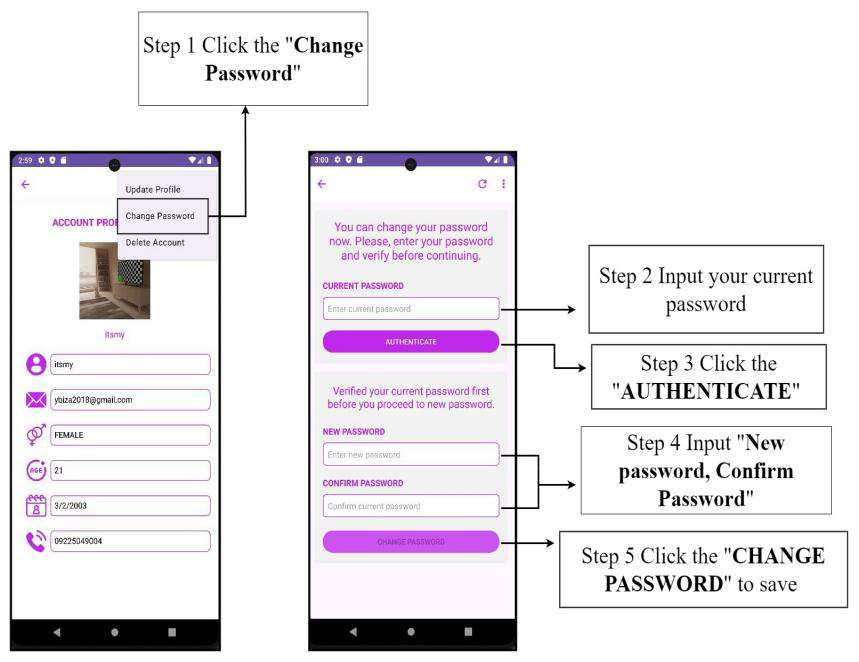 Step 1 Click the "Change
Password"
2:59
Update Profile
Change Password
Delete Account
ACCOUNT PROF
itsmy
itsmy
ybiza2018@gmail.com
FEMALE
AGE
21
3/2/2003
09225049004
3:00
You can change your password
now. Please, enter your password
and verify before continuing.
CURRENT PASSWORD
Enter current password
AUTHENTICATE
Verified your current password first
before you proceed to new password.
NEW PASSWORD
Enter new password
CONFIRM PASSWORD
Confirm current password
CHANGE PASSWORD
Step 2 Input your current
password
Step 3 Click the
"AUTHENTICATE"
Step 4 Input "New
password, Confirm
Password"
Step 5 Click the "CHANGE
PASSWORD" to save